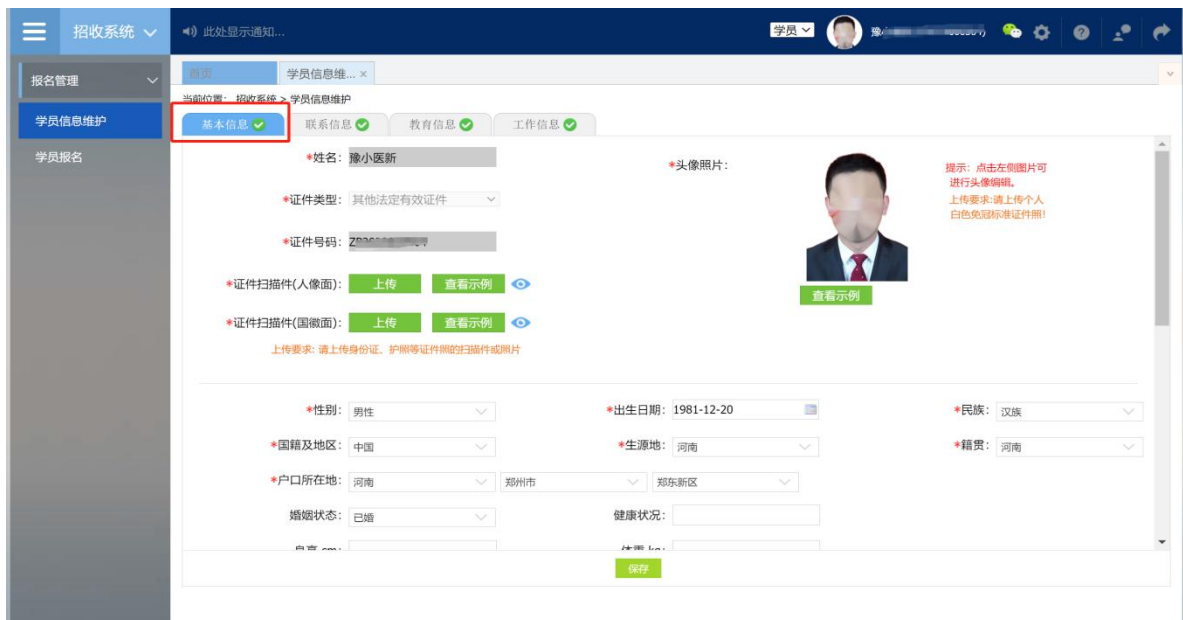 招收系统
此处显示通知...
学员
豫
报名管理
学员信息维护
学员报名
首页
学员信息维...×
当前位置： 招收系统 > 学员信息维护
基本信息
联系信息
教育信息
工作信息
*姓名： 豫小医新
*头像照片：
提示：点击左侧图片可
进行头像编辑。
上传要求:请上传个人
白色免冠标准证件照!
*证件类型： 其他法定有效证件
*证件号码：
*证件扫描件(人像面)： 上传 查看示例
查看示例
*证件扫描件(国徽面)： 上传 查看示例
上传要求: 请上传身份证、护照等证件照的扫描件或照片
*性别： 男性 *出生日期： 1981-12-20 *民族： 汉族
*国籍及地区： 中国 *生源地： 河南 *籍贯： 河南
*户口所在地： 河南 郑州市 郑东新区
婚姻状态： 已婚 健康状况：
身高 cm: 体重 kg:
保存